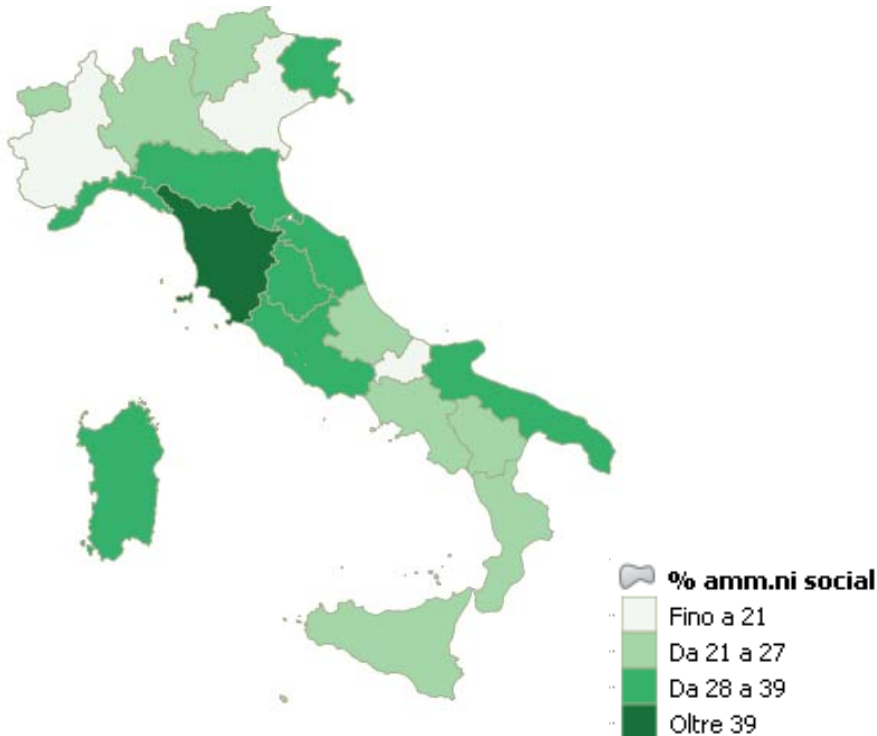 % amm.ni social
Fino a 21
Da 21 a 27
Da 28 a 39
Oltre 39